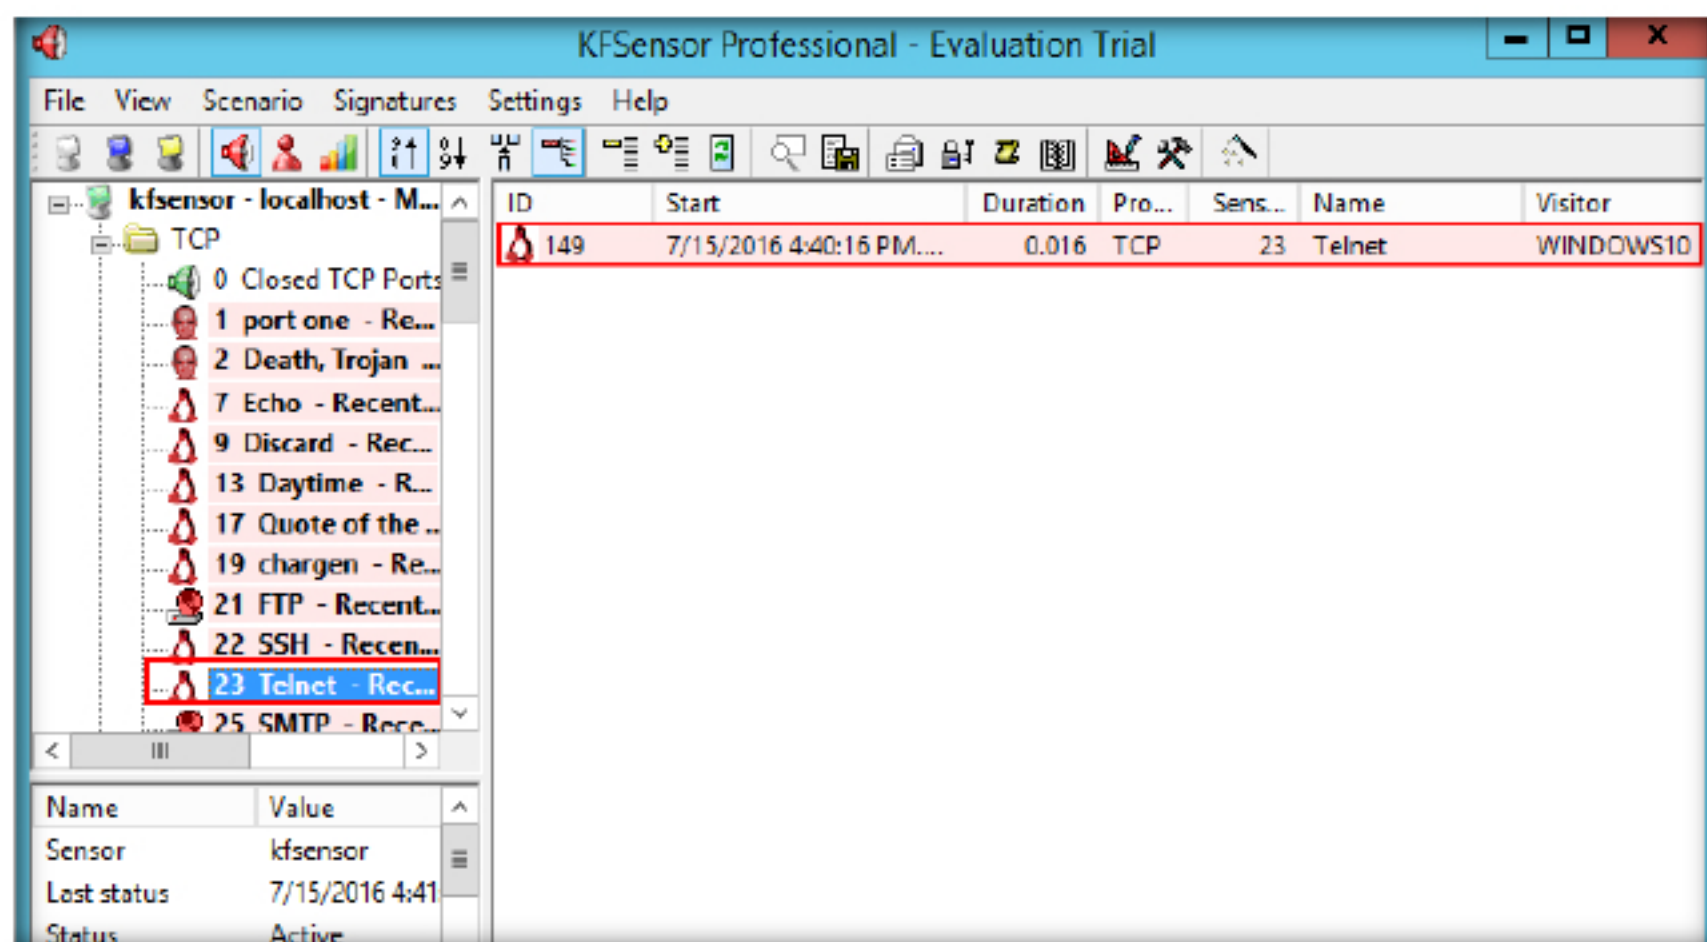 KFSensor Professional - Evaluation Trial
File View Scenario Signatures Settings Help
kfsensor - localhost - M...
TCP
0 Closed TCP Ports
1 port one - Re...
2 Death, Trojan ...
7 Echo - Recent...
9 Discard - Rec...
13 Daytime - R...
17 Quote of the ...
19 chargen - Re...
21 FTP - Recent...
22 SSH - Recen...
23 Telnet - Rec...
25 SMTP - Rece...
ID Start Duration Pro... Sens... Name Visitor
149 7/15/2016 4:40:16 PM.... 0.016 TCP 23 Telnet WINDOWS10
Name Value
Sensor kfsensor
Last status 7/15/2016 4:41
Status Active